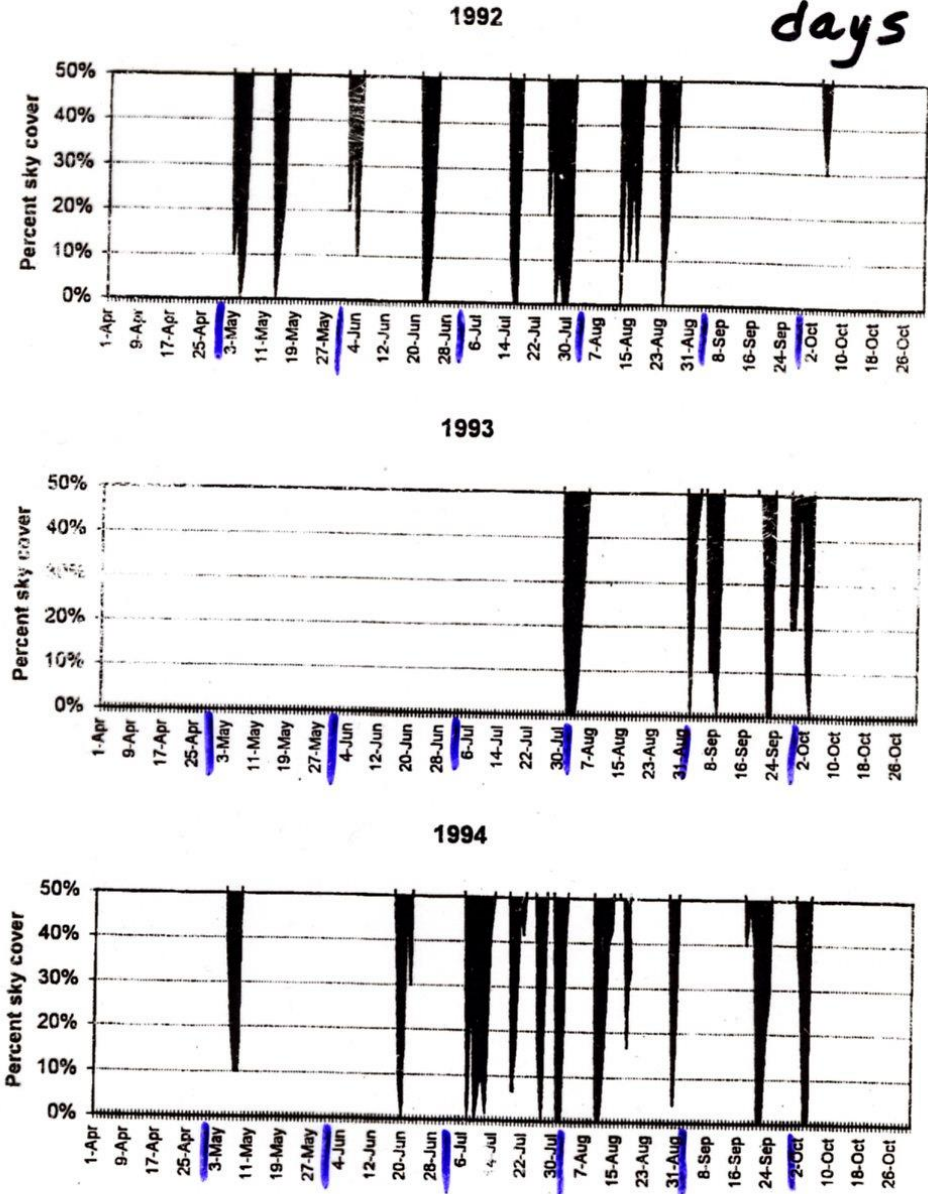 days
1992
Percent sky cover
50%
40%
30%
20%
10%
0%
1-Apr
9-Apr
17-Apr
25-Apr
3-May
11-May
19-May
27-May
4-Jun
12-Jun
20-Jun
28-Jun
6-Jul
14-Jul
22-Jul
30-Jul
7-Aug
15-Aug
23-Aug
31-Aug
8-Sep
16-Sep
24-Sep
2-Oct
10-Oct
18-Oct
26-Oct
1993
Percent sky cover
50%
40%
30%
20%
10%
0%
1-Apr
9-Apr
17-Apr
25-Apr
3-May
11-May
19-May
27-May
4-Jun
12-Jun
20-Jun
28-Jun
6-Jul
14-Jul
22-Jul
30-Jul
7-Aug
15-Aug
23-Aug
31-Aug
8-Sep
16-Sep
24-Sep
2-Oct
10-Oct
18-Oct
26-Oct
1994
Percent sky cover
50%
40%
30%
20%
10%
0%
1-Apr
9-Apr
17-Apr
25-Apr
3-May
11-May
19-May
27-May
4-Jun
12-Jun
20-Jun
28-Jun
6-Jul
14-Jul
22-Jul
30-Jul
7-Aug
15-Aug
23-Aug
31-Aug
8-Sep
16-Sep
24-Sep
2-Oct
10-Oct
18-Oct
26-Oct